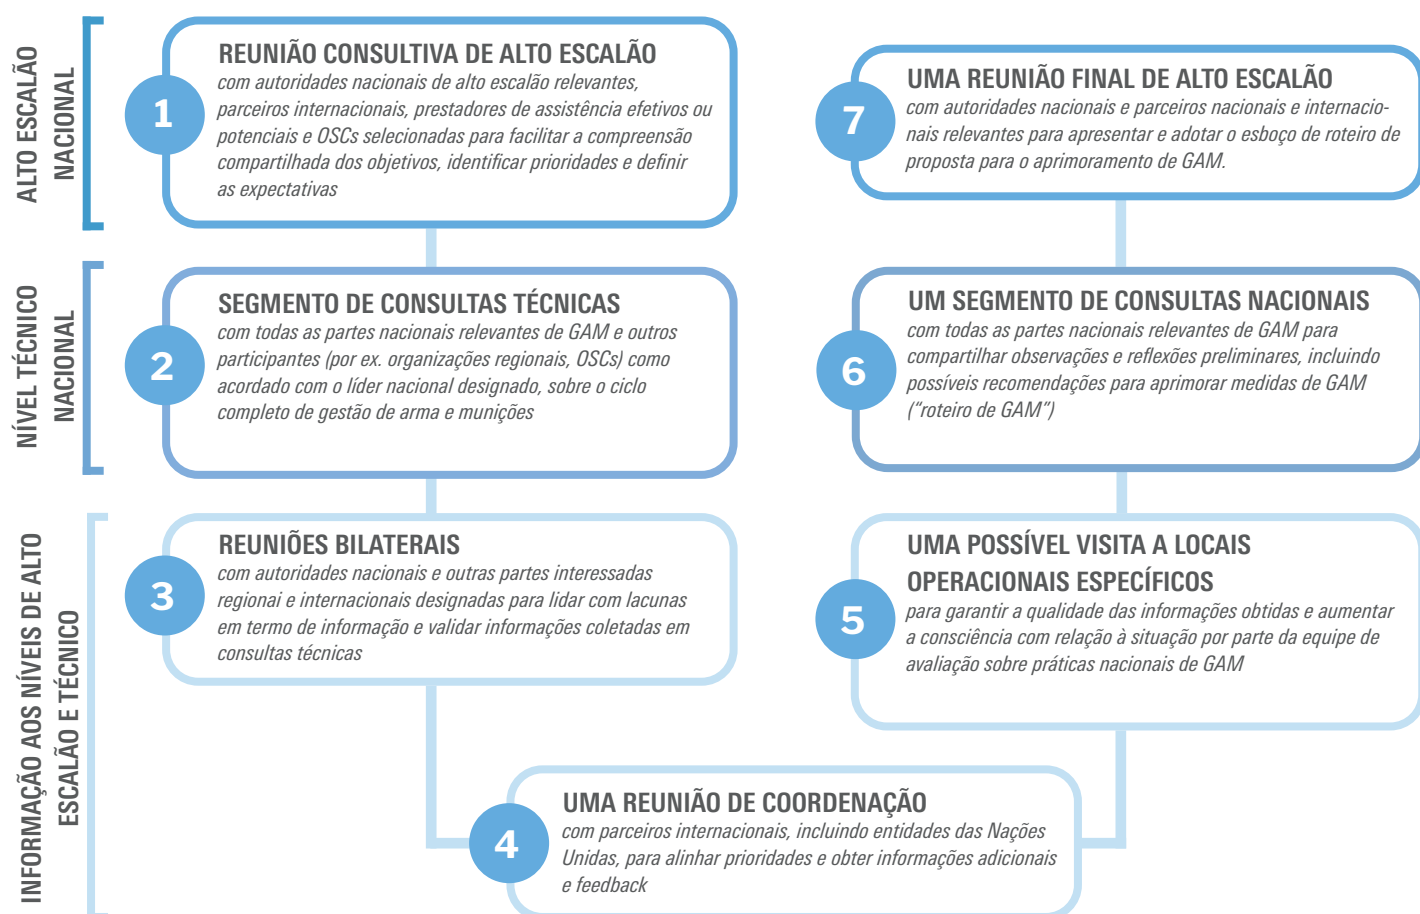 ALTO ESCALÃO
NACIONAL
1
REUNIÃO CONSULTIVA DE ALTO ESCALÃO
com autoridades nacionais de alto escalão relevantes,
parceiros internacionais, prestadores de assistência efetivos ou
potenciais e OSCs selecionadas para facilitar a compreensão
compartilhada dos objetivos, identificar prioridades e definir
as expectativas
7
UMA REUNIÃO FINAL DE ALTO ESCALÃO
com autoridades nacionais e parceiros nacionais e internacio-
nais relevantes para apresentar e adotar o esboço de roteiro de
proposta para o aprimoramento de GAM.
NÍVEL TÉCNICO
NACIONAL
2
SEGMENTO DE CONSULTAS TÉCNICAS
com todas as partes nacionais relevantes de GAM e outros
participantes (por ex. organizações regionais, OSCs) como
acordado com o líder nacional designado, sobre o ciclo
completo de gestão de arma e munições
6
UM SEGMENTO DE CONSULTAS NACIONAIS
com todas as partes nacionais relevantes de GAM para
compartilhar observações e reflexões preliminares, incluindo
possíveis recomendações para aprimorar medidas de GAM
(“roteiro de GAM”)
INFORMAÇÃO AOS NÍVEIS DE ALTO
ESCALÃO E TÉCNICO
3
REUNIÕES BILATERAIS
com autoridades nacionais e outras partes interessadas
regionai e internacionais designadas para lidar com lacunas
em termo de informação e validar informações coletadas em
consultas técnicas
5
UMA POSSÍVEL VISITA A LOCAIS
OPERACIONAIS ESPECÍFICOS
para garantir a qualidade das informações obtidas e aumentar
a consciência com relação à situação por parte da equipe de
avaliação sobre práticas nacionais de GAM
4
UMA REUNIÃO DE COORDENAÇÃO
com parceiros internacionais, incluindo entidades das Nações
Unidas, para alinhar prioridades e obter informações adicionais
e feedback